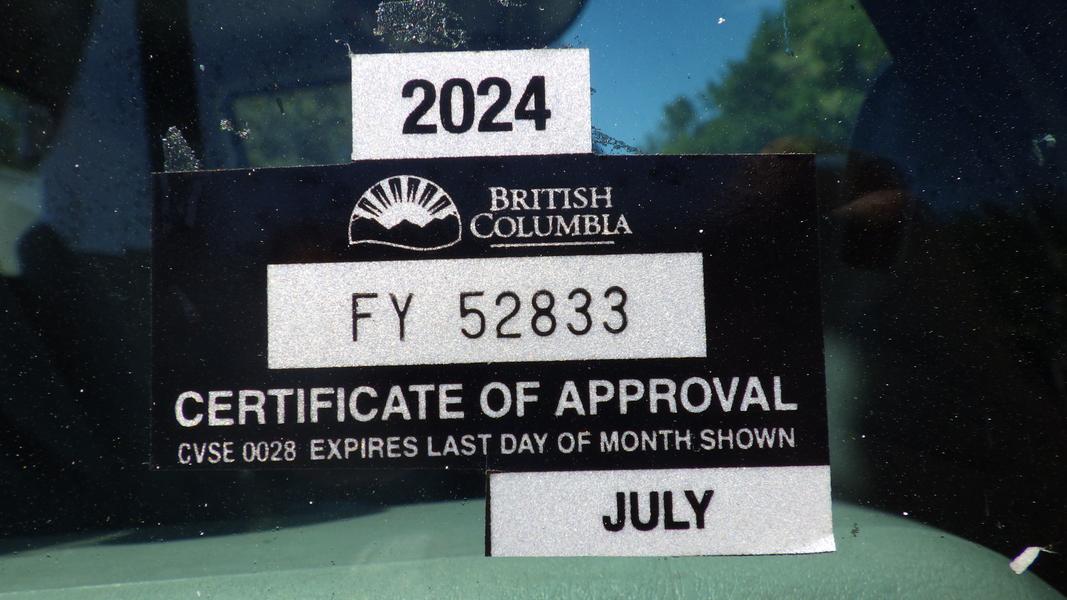 2024
BRITISH
COLUMBIA
FY 52833
CERTIFICATE OF APPROVAL
CVSE 0028 EXPIRES LAST DAY OF MONTH SHOWN
JULY